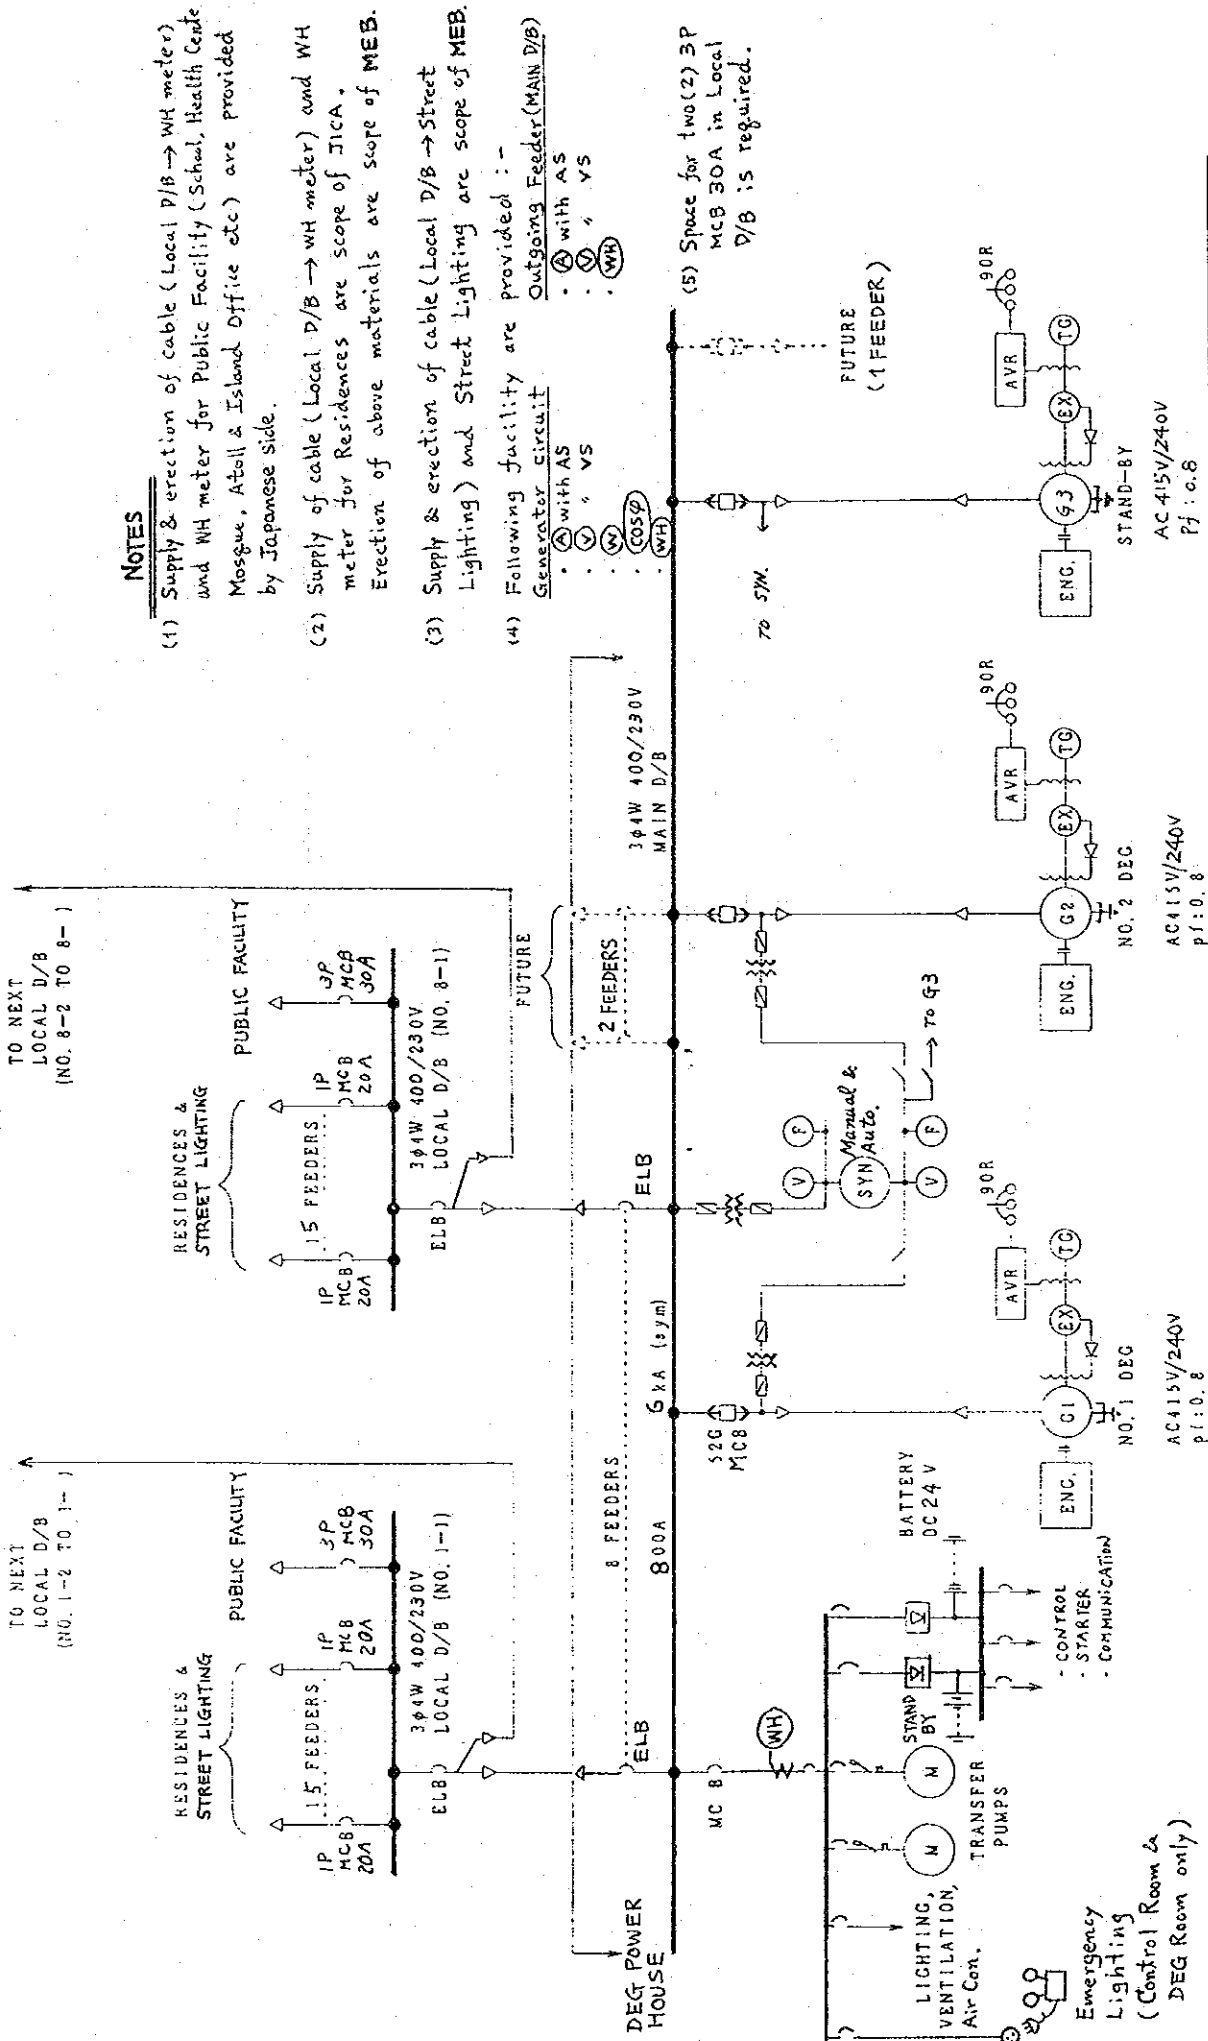 TO NEXT
LOCAL D/B
(NO. 1-2 TO 1- )
RESIDENCES &
STREET LIGHTING
PUBLIC FACILITY
1P
MCB
20A
15 FEEDERS
1P
MCB
20A
3P
MCB
30A
3φ4W 400/230V
LOCAL D/B (NO. 1-1)
ELB
TO NEXT
LOCAL D/B
(NO. 8-2 TO 8- )
RESIDENCES &
STREET LIGHTING
PUBLIC FACILITY
1P
MCB
20A
15 FEEDERS
1P
MCB
20A
3P
MCB
30A
3φ4W 400/230V
LOCAL D/B (NO. 8-1)
ELB
FUTURE
2 FEEDERS
NOTES
(1) Supply & erection of cable (Local D/B → WH meter)
and WH meter for Public Facility (School, Health Cente
Mosque, Atoll & Island Office etc) are provided
by Japanese side.
(2) Supply of cable (Local D/B → WH meter) and WH
meter for Residences are scope of JICA.
Erection of above materials are scope of MEB.
(3) Supply & erection of cable (Local D/B → Street
Lighting) and Street Lighting are scope of MEB.
(4) Following facility are provided :-
Generator circuit
· A with AS
· V 〃 VS
· W
· cosφ
· WH
Outgoing Feeder (MAIN D/B)
· A with AS
· V 〃 VS
· WH
(5) Space for two(2) 3P
MCB 30A in Local
D/B is required.
DEG POWER
HOUSE
ELB
8 FEEDERS
ELB
800A
6kA (sym)
3φ4W 400/230V
MAIN D/B
MCB
WH
52G
MCB
V
F
SYN
Manual &
Auto.
V
F
TO G3
TO SYN.
FUTURE
(1 FEEDER)
LIGHTING,
VENTILATION,
Air Con.
Emergency
Lighting
(Control Room &
DEG Room only)
M
M
TRANSFER
PUMPS
STAND
BY
BATTERY
DC 24V
- CONTROL
- STARTER
- COMMUNICATION
ENG.
G1
EX
TG
AVR
90R
NO. 1 DEG
AC415V/240V
pf:0.8
ENG.
G2
EX
TG
AVR
90R
NO. 2 DEG
AC415V/240V
pf:0.8
ENG.
G3
EX
TG
AVR
90R
STAND-BY
AC415V/240V
Pf:0.8